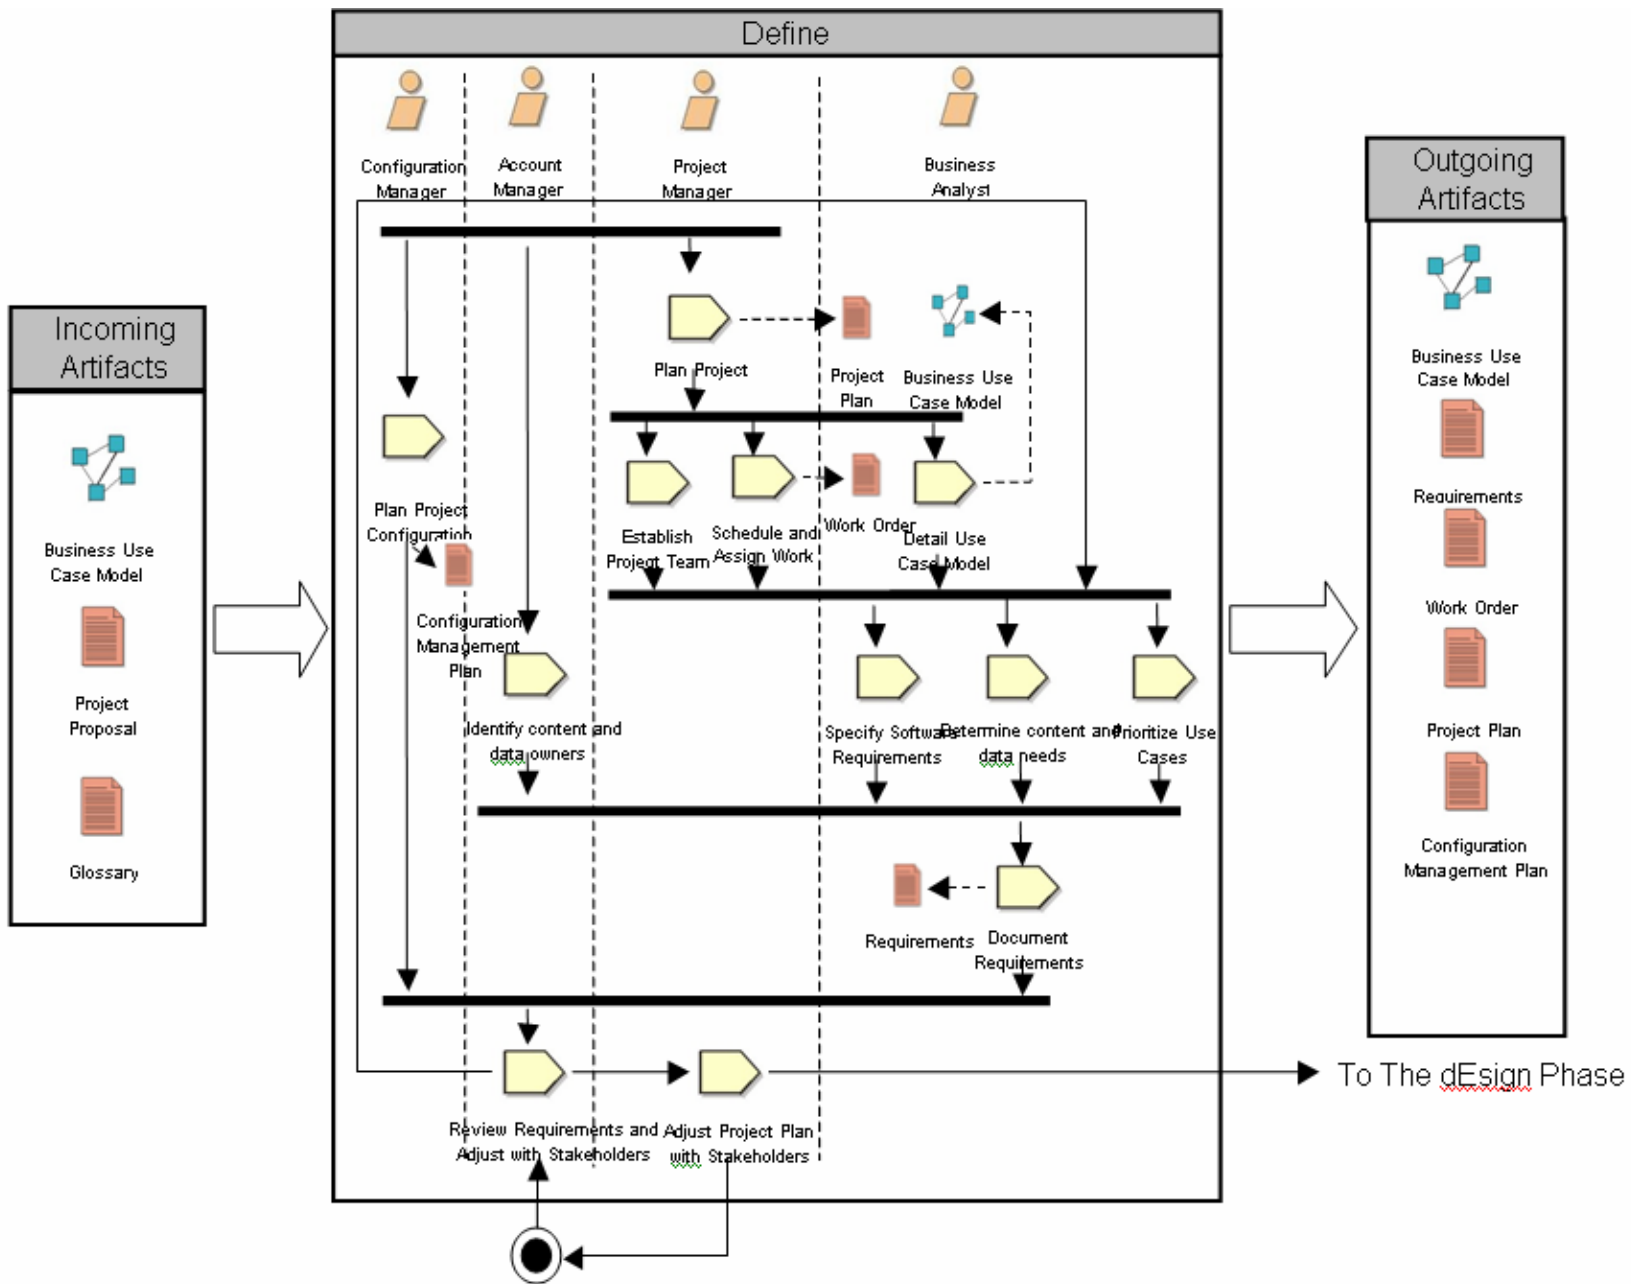 Define
Configuration
Manager
Account
Manager
Project
Manager
Business
Analyst
Incoming
Artifacts
Business Use
Case Model
Project
Proposal
Glossary
Plan Project
Project
Plan
Business Use
Case Model
Plan Project
Configuration
Configuration
Management
Plan
Establish
Project Team
Schedule and
Assign Work
Work Order
Detail Use
Case Model
Identify content and
data owners
Specify Software
Requirements
Determine content and
data needs
Prioritize Use
Cases
Requirements
Document
Requirements
Review Requirements and
Adjust with Stakeholders
Adjust Project Plan
with Stakeholders
Outgoing
Artifacts
Business Use
Case Model
Requirements
Work Order
Project Plan
Configuration
Management Plan
To The dEsign Phase